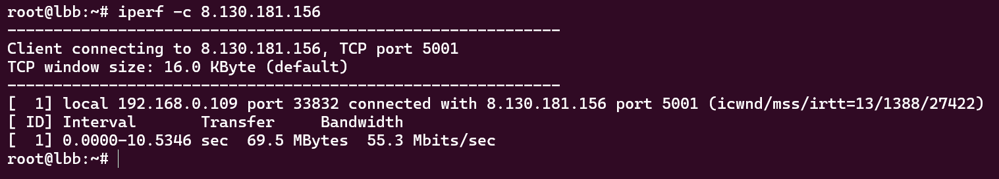 root@lbb:~# iperf -c 8.130.181.156
------------------------------------------------------------
Client connecting to 8.130.181.156, TCP port 5001
TCP window size: 16.0 KByte (default)
------------------------------------------------------------
[  1] local 192.168.0.109 port 33832 connected with 8.130.181.156 port 5001 (icwnd/mss/irtt=13/1388/27422)
[ ID] Interval       Transfer     Bandwidth
[  1] 0.0000-10.5346 sec  69.5 MBytes  55.3 Mbits/sec
root@lbb:~#